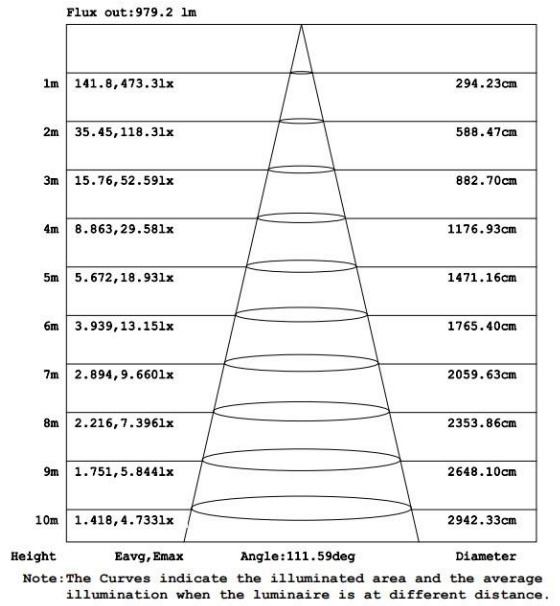 Flux out:979.2 lm
1m 141.8,473.3lx 294.23cm
2m 35.45,118.3lx 588.47cm
3m 15.76,52.59lx 882.70cm
4m 8.863,29.58lx 1176.93cm
5m 5.672,18.93lx 1471.16cm
6m 3.939,13.15lx 1765.40cm
7m 2.894,9.660lx 2059.63cm
8m 2.216,7.396lx 2353.86cm
9m 1.751,5.844lx 2648.10cm
10m 1.418,4.733lx 2942.33cm
Height Eavg,Emax Angle:111.59deg Diameter
Note:The Curves indicate the illuminated area and the average
illumination when the luminaire is at different distance.